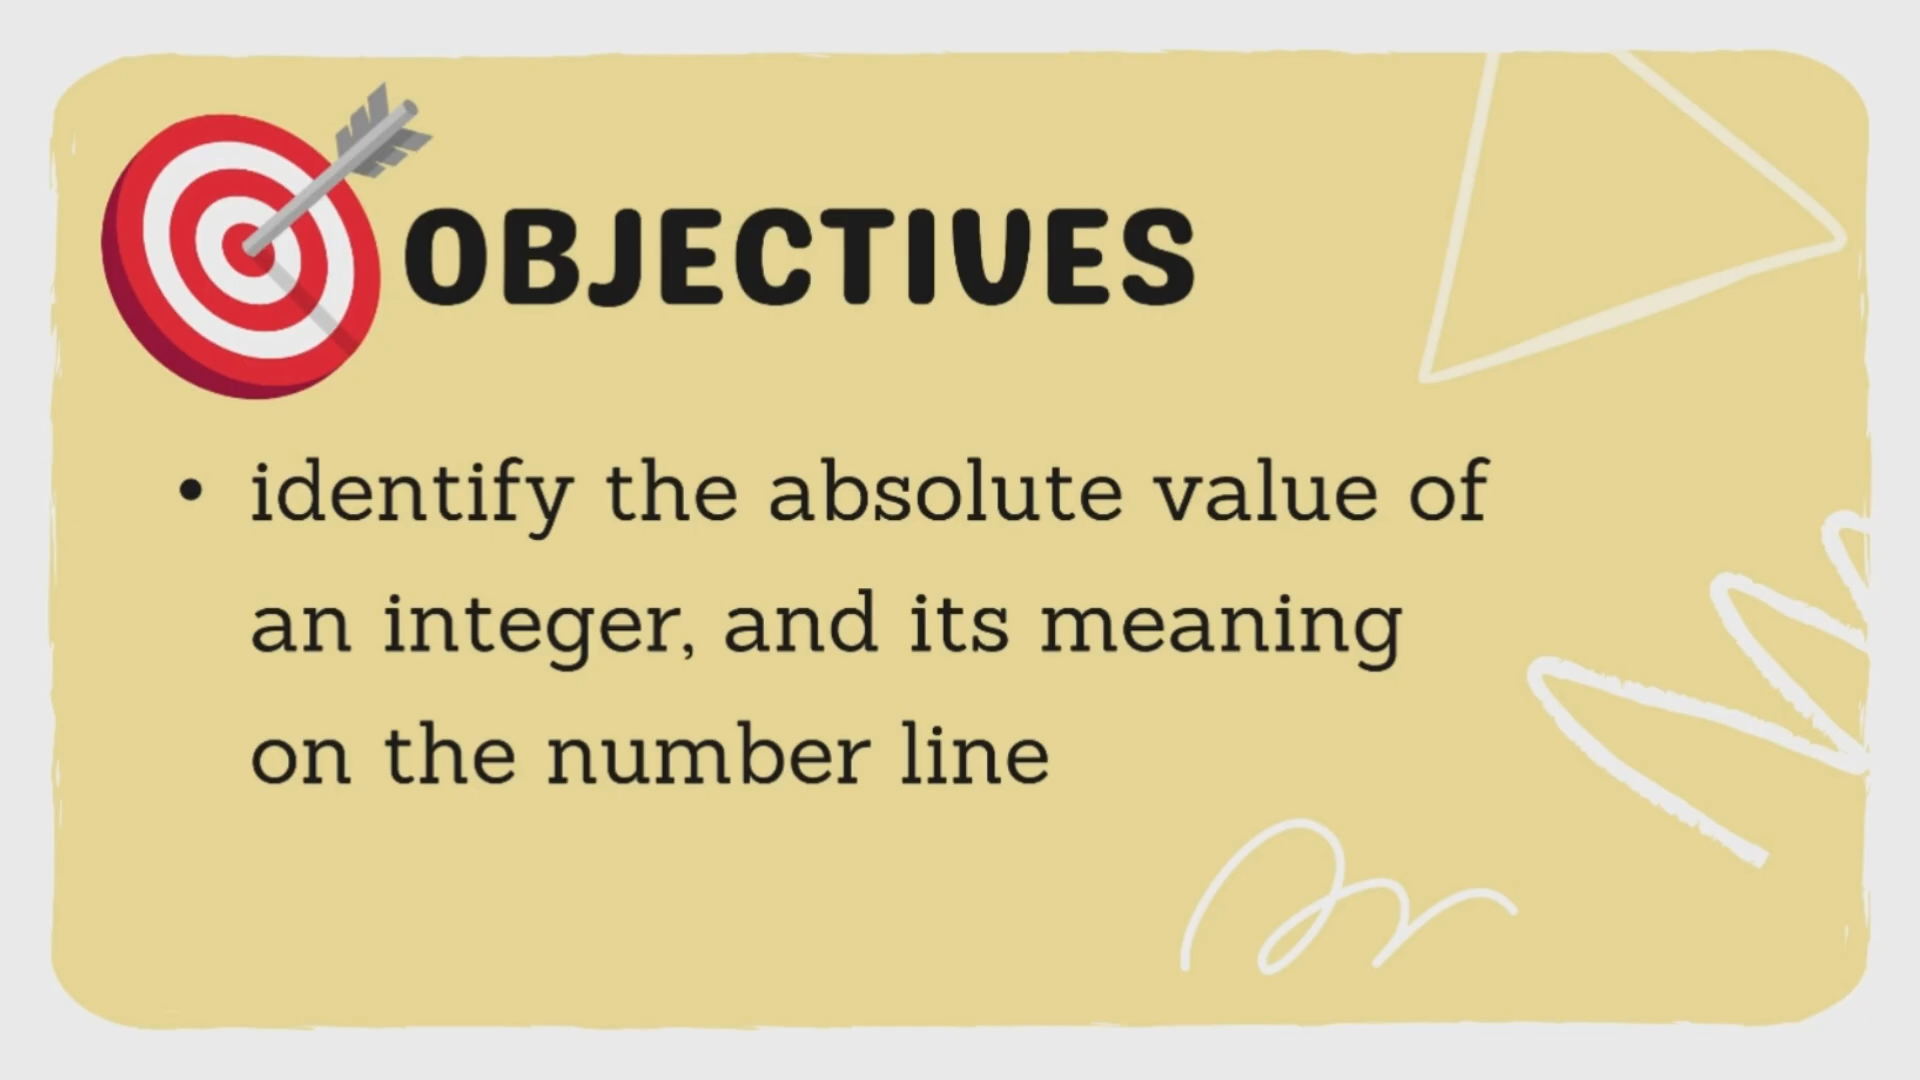 OBJECTIVES
• identify the absolute value of
an integer, and its meaning
on the number line